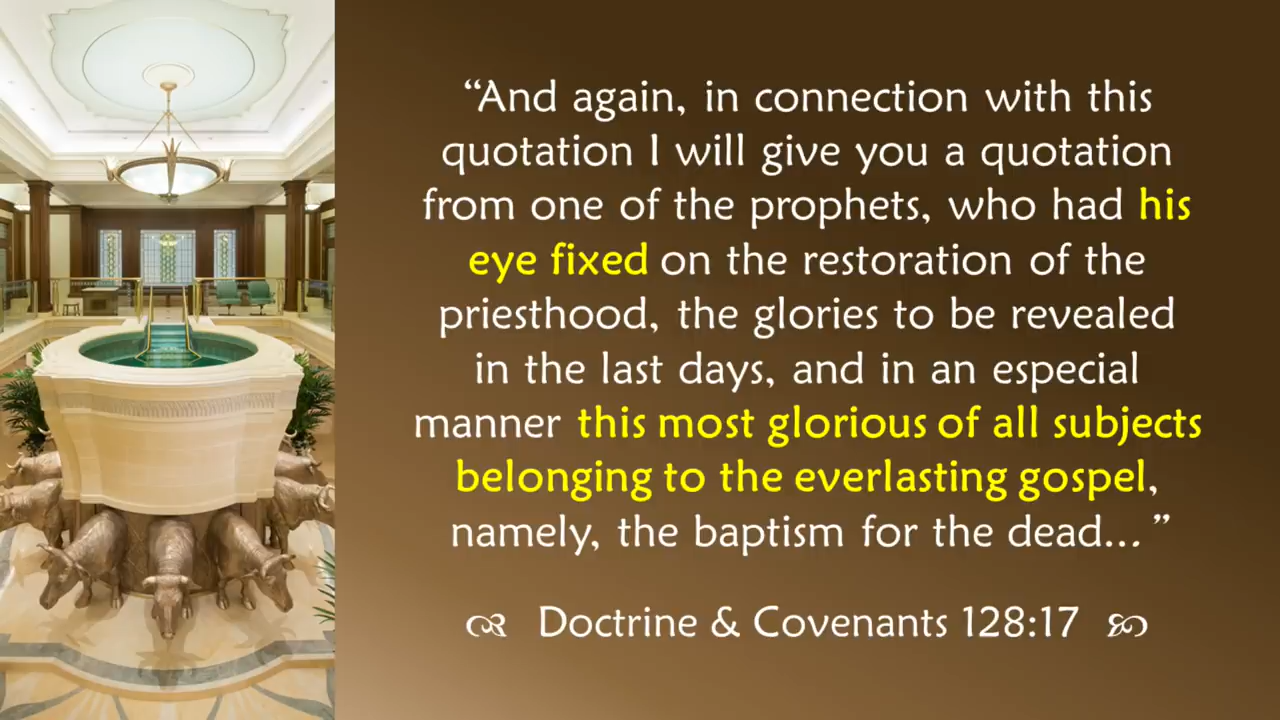 “And again, in connection with this
quotation I will give you a quotation
from one of the prophets, who had his
eye fixed on the restoration of the
priesthood, the glories to be revealed
in the last days, and in an especial
manner this most glorious of all subjects
belonging to the everlasting gospel,
namely, the baptism for the dead...”
Doctrine & Covenants 128:17